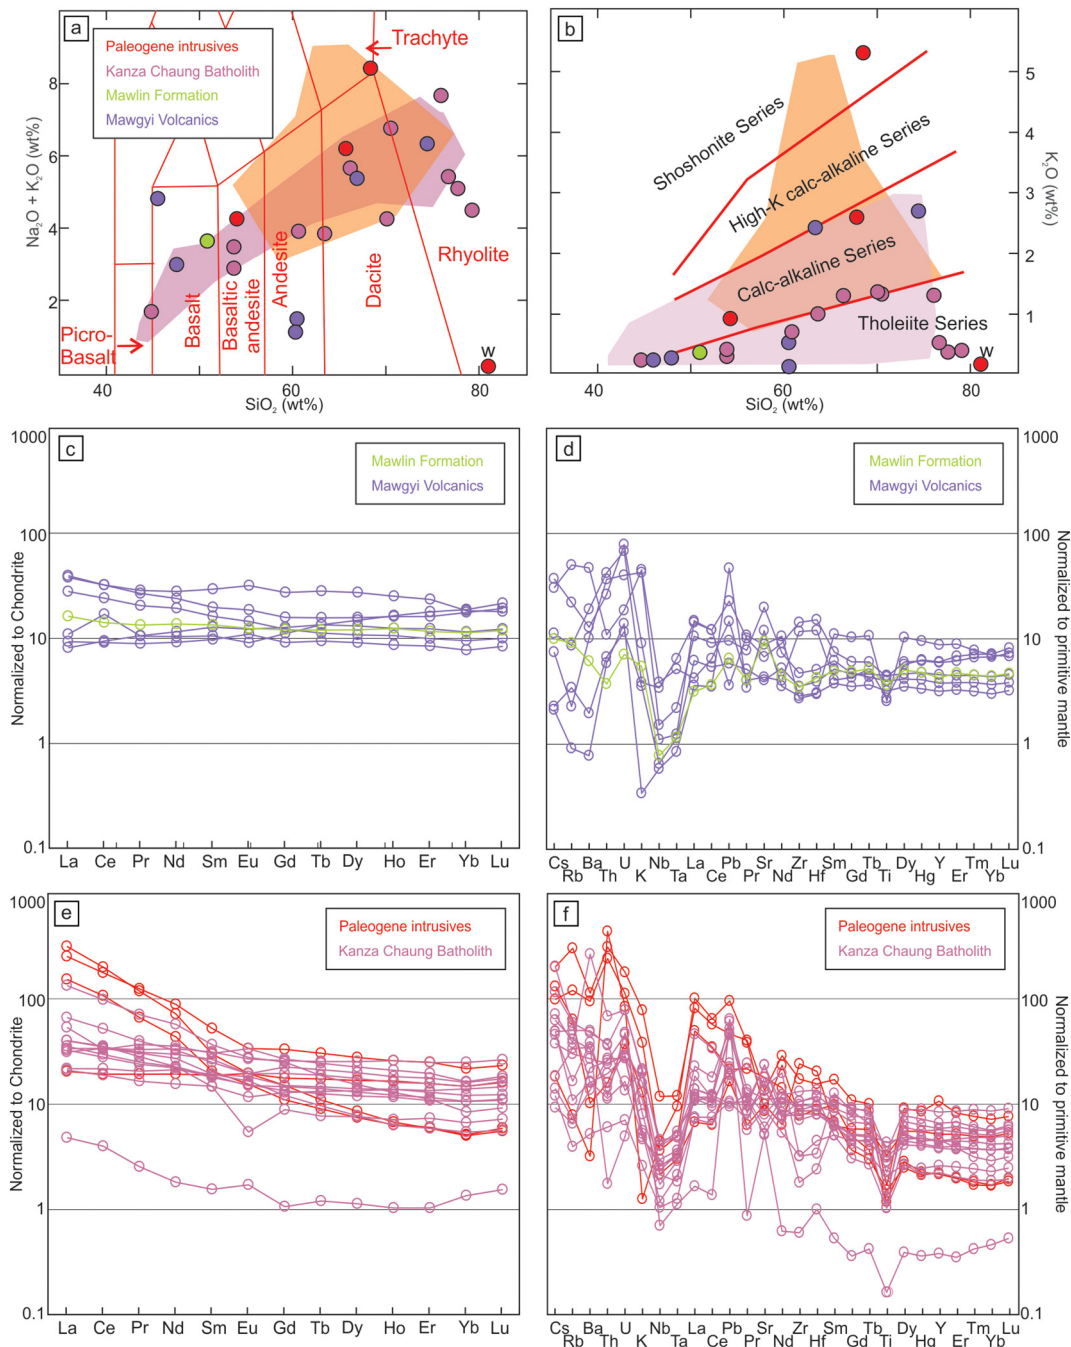 a
Paleogene intrusives
Kanza Chaung Batholith
Mawlin Formation
Mawgyi Volcanics
Trachyte
Picro-
Basalt
Basalt
Basaltic
andesite
Andesite
Dacite
Rhyolite
W
8
6
4
2
Na2O + K2O (wt%)
40
60
80
SiO2 (wt%)
b
Shoshonite Series
High-K calc-alkaline Series
Calc-alkaline Series
Tholeiite Series
W
5
4
3
2
1
K2O (wt%)
40
60
80
SiO2 (wt%)
c
Mawlin Formation
Mawgyi Volcanics
1000
100
10
1
0.1
Normalized to Chondrite
La Ce Pr Nd Sm Eu Gd Tb Dy Ho Er Yb Lu
d
Mawlin Formation
Mawgyi Volcanics
1000
100
10
1
0.1
Normalized to primitive mantle
Cs Ba U Nb La Pb Sr Zr Sm Tb Dy Y Tm Lu
Rb Th K Ta Ce Pr Nd Hf Gd Ti Hg Er Yb
e
Paleogene intrusives
Kanza Chaung Batholith
1000
100
10
1
0.1
Normalized to Chondrite
La Ce Pr Nd Sm Eu Gd Tb Dy Ho Er Yb Lu
f
Paleogene intrusives
Kanza Chaung Batholith
1000
100
10
1
0.1
Normalized to primitive mantle
Cs Ba U Nb La Pb Sr Zr Sm Tb Dy Y Tm Lu
Rb Th K Ta Ce Pr Nd Hf Gd Ti Hg Er Yb